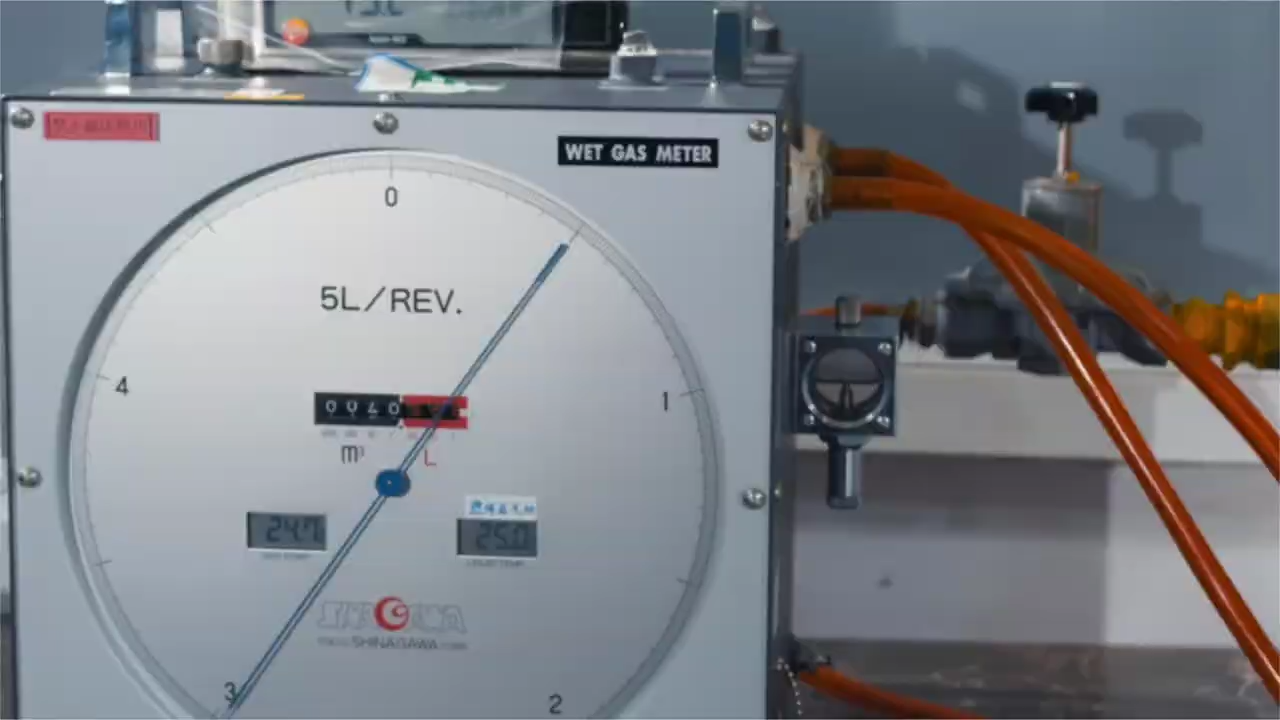 WET GAS METER
0
5L/REV.
4
1
0040
m³
L
24.7
25.0
SHINAGAWA
3
2